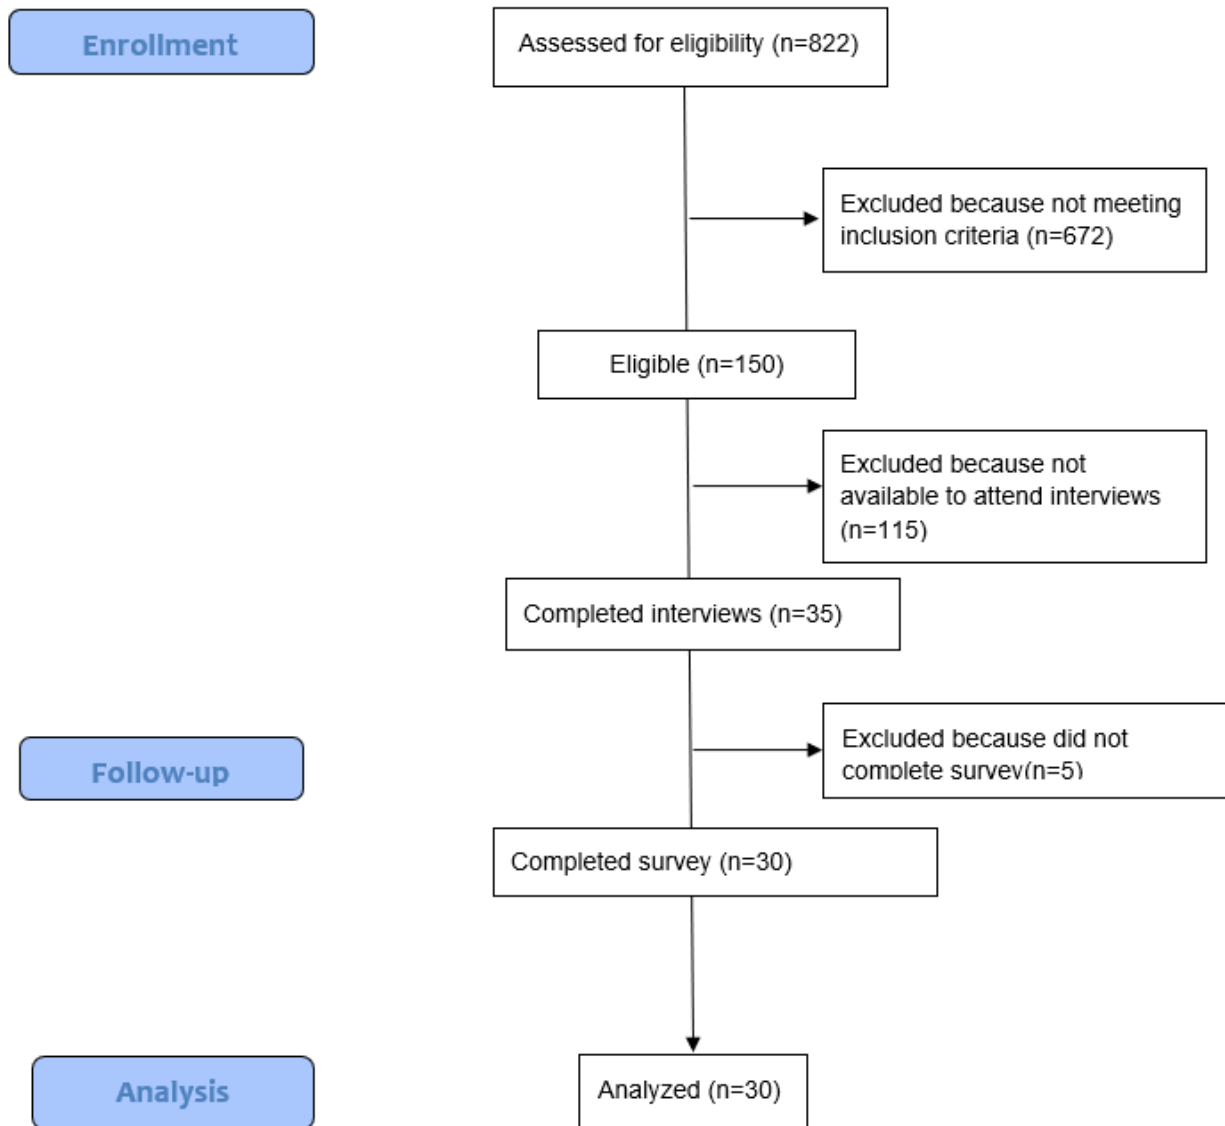 Enrollment
Assessed for eligibility (n=822)
Excluded because not meeting
inclusion criteria (n=672)
Eligible (n=150)
Excluded because not
available to attend interviews
(n=115)
Completed interviews (n=35)
Follow-up
Excluded because did not
complete survey(n=5)
Completed survey (n=30)
Analysis
Analyzed (n=30)